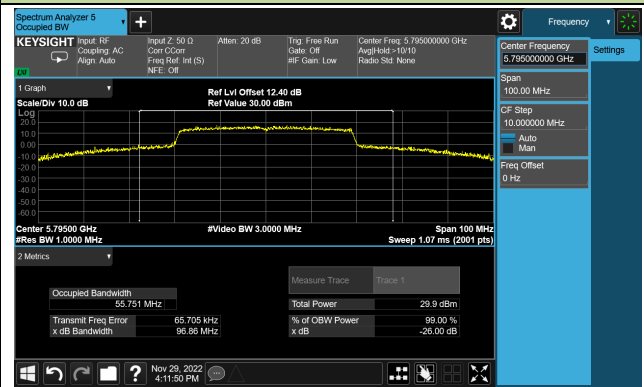 Spectrum Analyzer 5
Occupied BW
+
Frequency
KEYSIGHT
Input: RF
Coupling: AC
Align: Auto
Input Z: 50 Ω
Corr CCorr
Freq Ref: Int (S)
NFE: Off
Atten: 20 dB
Trig: Free Run
Gate: Off
#IF Gain: Low
Center Freq: 5.795000000 GHz
Avg|Hold:>10/10
Radio Std: None
LXI
Center Frequency
5.795000000 GHz
Settings
Span
100.00 MHz
CF Step
10.000000 MHz
Auto
Man
Freq Offset
0 Hz
1 Graph
Scale/Div 10.0 dB
Ref Lvl Offset 12.40 dB
Ref Value 30.00 dBm
Log
20.0
10.0
0.00
-10.0
-20.0
-30.0
-40.0
-50.0
-60.0
Center 5.79500 GHz
#Res BW 1.0000 MHz
#Video BW 3.0000 MHz
Span 100 MHz
Sweep 1.07 ms (2001 pts)
2 Metrics
Measure Trace
Trace 1
Occupied Bandwidth
55.751 MHz
Total Power
29.9 dBm
Transmit Freq Error
65.705 kHz
% of OBW Power
99.00 %
x dB Bandwidth
96.86 MHz
x dB
-26.00 dB
?
Nov 29, 2022
4:11:50 PM